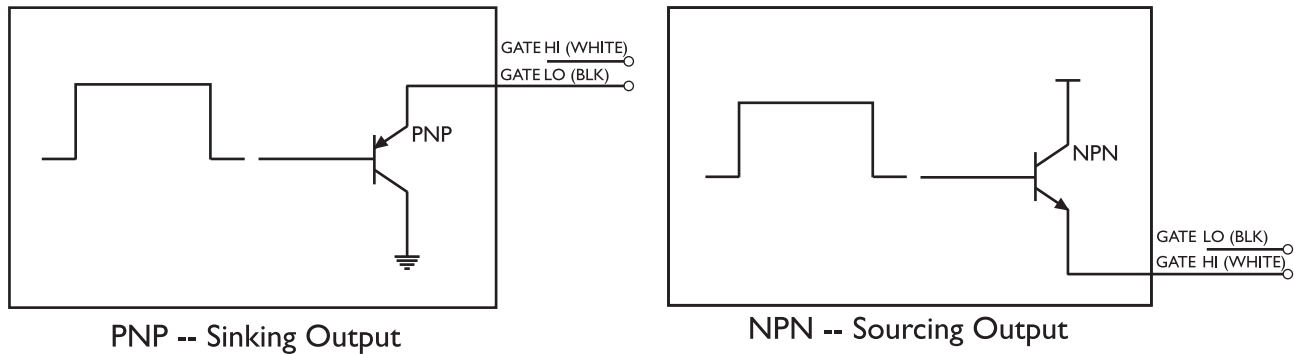 GATE HI (WHITE)
GATE LO (BLK)
PNP
PNP -- Sinking Output
NPN
GATE LO (BLK)
GATE HI (WHITE)
NPN -- Sourcing Output